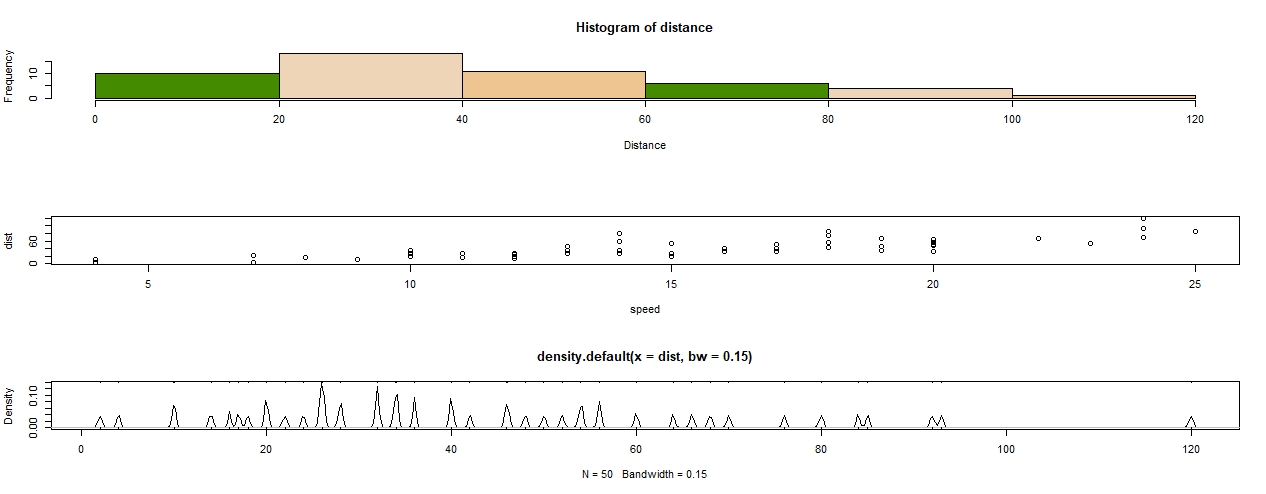 Histogram of distance
Frequency
10
0
0 20 40 60 80 100 120
Distance
dist
60
0
5 10 15 20 25
speed
density.default(x = dist, bw = 0.15)
Density
0.10
0.00
0 20 40 60 80 100 120
N = 50 Bandwidth = 0.15